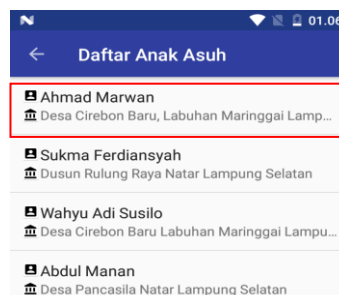 01.06
Daftar Anak Asuh
Ahmad Marwan
Desa Cirebon Baru, Labuhan Maringgai Lamp...
Sukma Ferdiansyah
Dusun Rulung Raya Natar Lampung Selatan
Wahyu Adi Susilo
Desa Cirebon Baru Labuhan Maringgai Lampu...
Abdul Manan
Desa Pancasila Natar Lampung Selatan